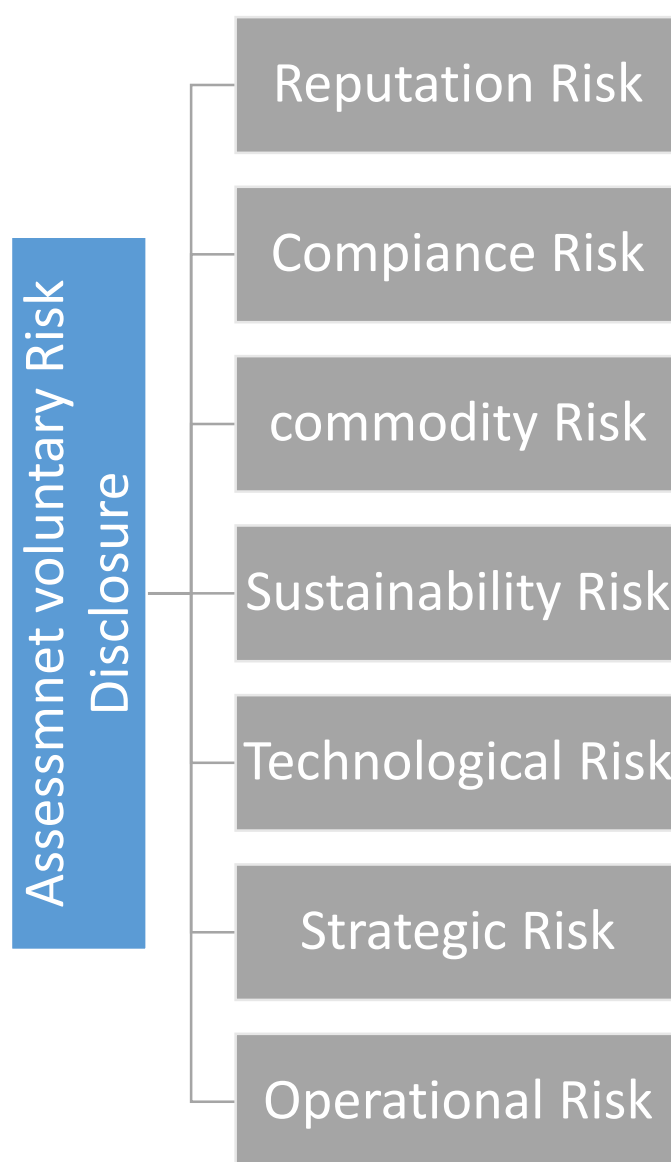 Assessmnet voluntary Risk
Disclosure
Reputation Risk
Compiance Risk
commodity Risk
Sustainability Risk
Technological Risk
Strategic Risk
Operational Risk